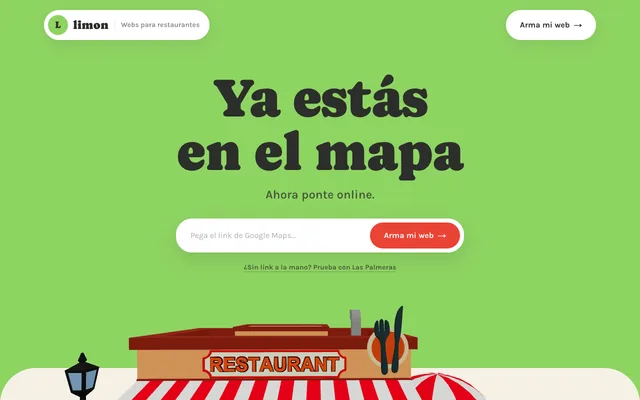 L limon Webs para restaurantes
Arma mi web →
Ya estás
en el mapa
Ahora ponte online.
Pega el link de Google Maps...
Arma mi web →
¿Sin link a la mano? Prueba con Las Palmeras
RESTAURANT